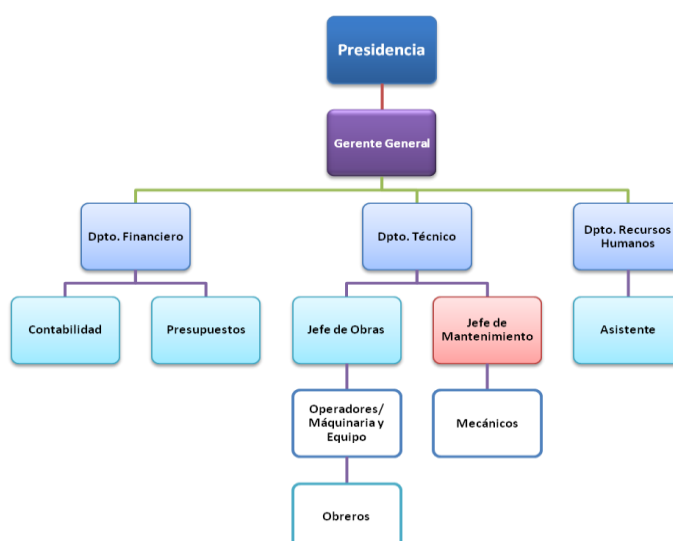 Presidencia
Gerente General
Dpto. Financiero
Dpto. Técnico
Dpto. Recursos
Humanos
Contabilidad
Presupuestos
Jefe de Obras
Jefe de
Mantenimiento
Asistente
Operadores/
Máquinaria y
Equipo
Mecánicos
Obreros